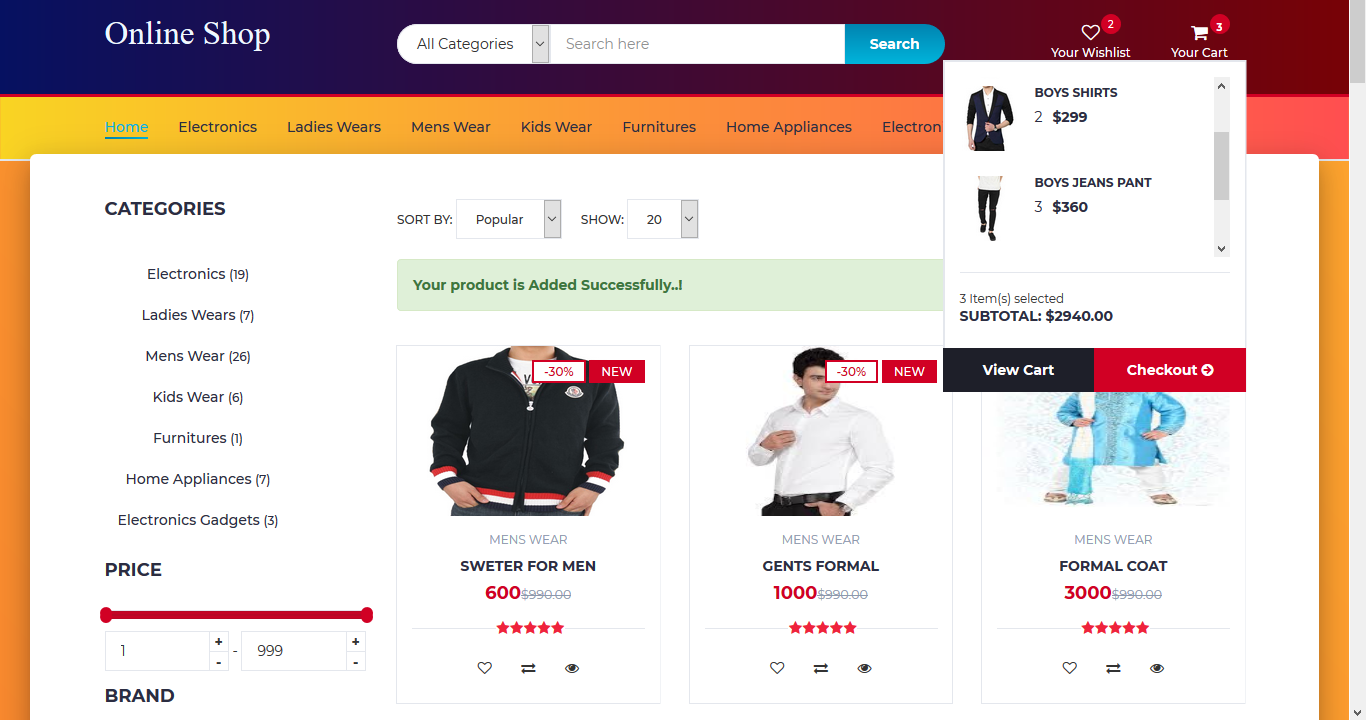 Online Shop
All Categories
Search here
Search
2
Your Wishlist
3
Your Cart
Home
Electronics
Ladies Wears
Mens Wear
Kids Wear
Furnitures
Home Appliances
Electron
BOYS SHIRTS
2 $299
BOYS JEANS PANT
3 $360
3 Item(s) selected
SUBTOTAL: $2940.00
View Cart
Checkout
CATEGORIES
Electronics (19)
Ladies Wears (7)
Mens Wear (26)
Kids Wear (6)
Furnitures (1)
Home Appliances (7)
Electronics Gadgets (3)
PRICE
1
+
-
-
999
+
-
BRAND
SORT BY:
Popular
SHOW:
20
Your product is Added Successfully..!
-30%
NEW
MENS WEAR
SWETER FOR MEN
600$990.00
-30%
NEW
MENS WEAR
GENTS FORMAL
1000$990.00
MENS WEAR
FORMAL COAT
3000$990.00